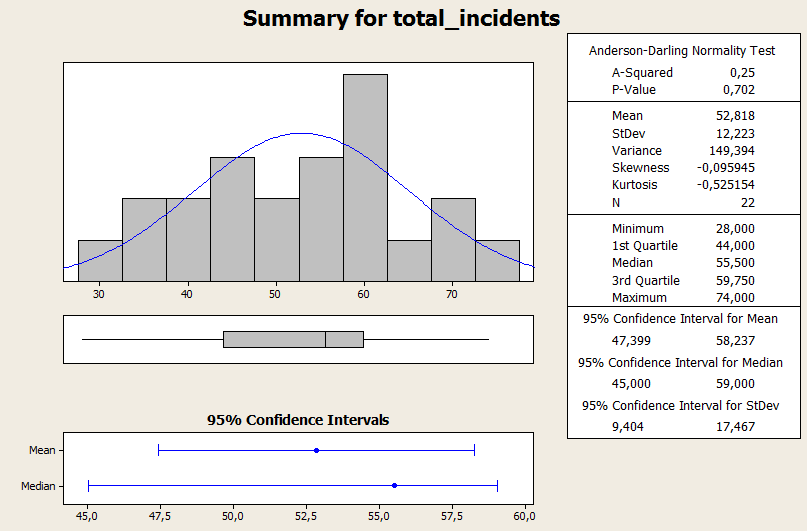 Summary for total_incidents
30 40 50 60 70
95% Confidence Intervals
Mean
Median
45,0 47,5 50,0 52,5 55,0 57,5 60,0
Anderson-Darling Normality Test
A-Squared 0,25
P-Value 0,702
Mean 52,818
StDev 12,223
Variance 149,394
Skewness -0,095945
Kurtosis -0,525154
N 22
Minimum 28,000
1st Quartile 44,000
Median 55,500
3rd Quartile 59,750
Maximum 74,000
95% Confidence Interval for Mean
47,399 58,237
95% Confidence Interval for Median
45,000 59,000
95% Confidence Interval for StDev
9,404 17,467